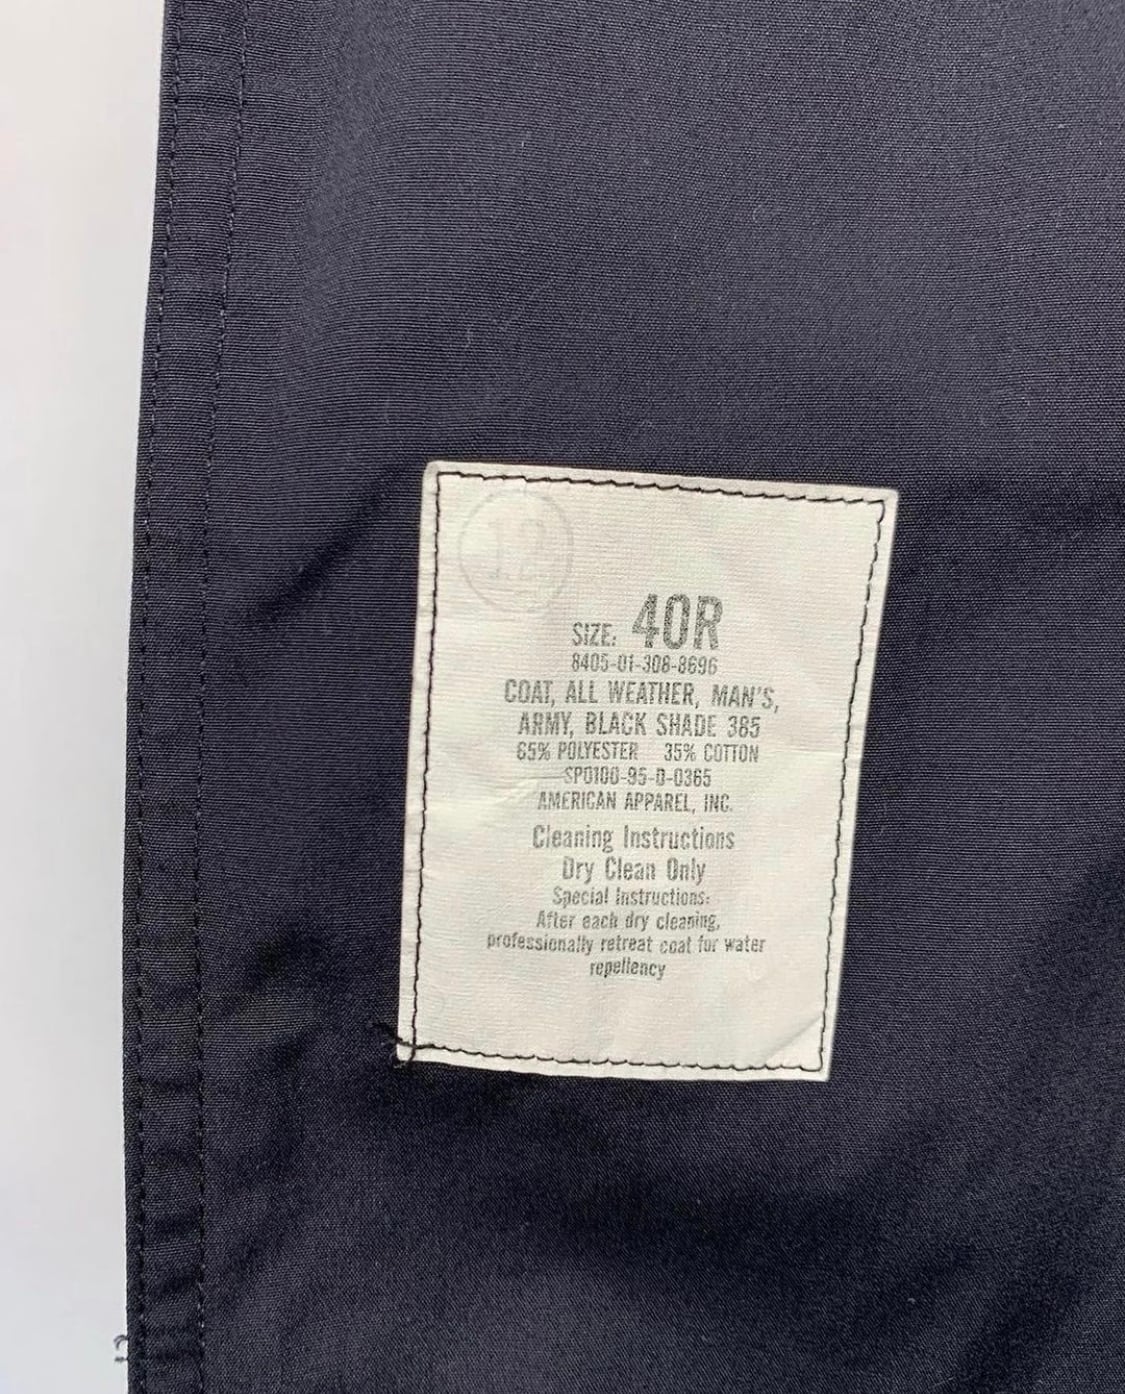 12
SIZE: 40R
8405-01-308-8696
COAT, ALL WEATHER, MAN'S,
ARMY, BLACK SHADE 385
65% POLYESTER 35% COTTON
SPO100-95-D-0365
AMERICAN APPAREL, INC.
Cleaning Instructions
Dry Clean Only
Special Instructions:
After each dry cleaning,
professionally retreat coat for water
repellency